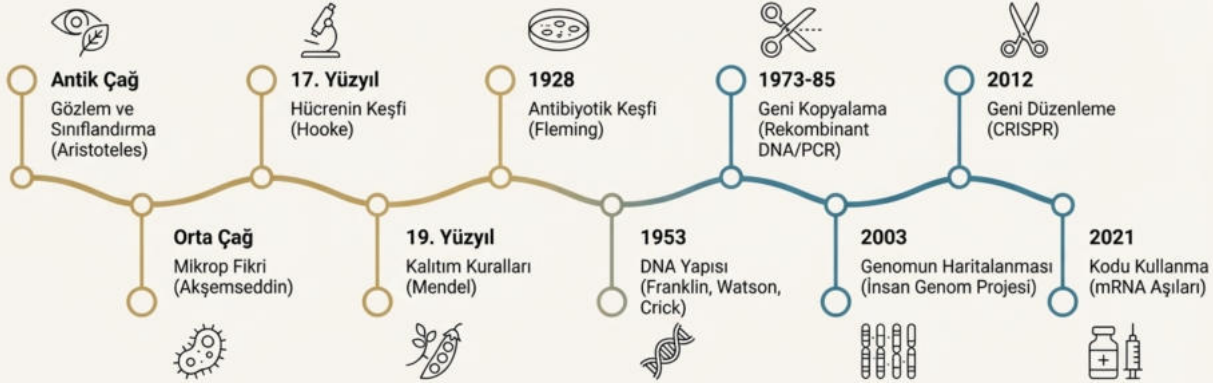 Antik Çağ
Gözlem ve
Sınıflandırma
(Aristoteles)
Orta Çağ
Mikrop Fikri
(Akşemseddin)
17. Yüzyıl
Hücrenin Keşfi
(Hooke)
19. Yüzyıl
Kalıtım Kuralları
(Mendel)
1928
Antibiyotik Keşfi
(Fleming)
1953
DNA Yapısı
(Franklin, Watson,
Crick)
1973-85
Geni Kopyalama
(Rekombinant
DNA/PCR)
2003
Genomun Haritalanması
(İnsan Genom Projesi)
2012
Geni Düzenleme
(CRISPR)
2021
Kodu Kullanma
(mRNA Aşıları)